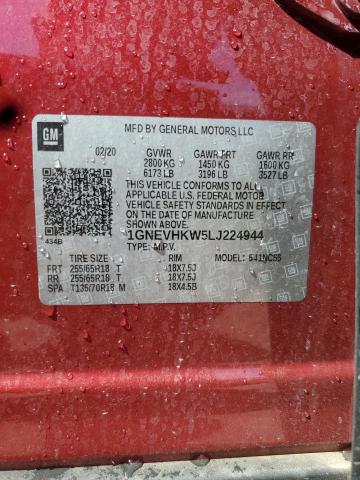 GM
MFD BY GENERAL MOTORS LLC
02/20 GVWR GAWR FRT GAWR RR
2800 KG 1450 KG 1600 KG
6173 LB 3196 LB 3527 LB
THIS VEHICLE CONFORMS TO ALL APPLICABLE
U.S. FEDERAL MOTOR
VEHICLE SAFETY STANDARDS
IN EFFECT ON THE DATE OF MANUFACTURE
SHOWN ABOVE.
434B 1GNEVHKW5LJ224944
TYPE: M.P.V. MODEL:
TIRE SIZE RIM
FRT 255/65R18 T 18X7.5J
RR 255/65R18 T 18X7.5J
SPA T135/70R18 M 18X4.5B